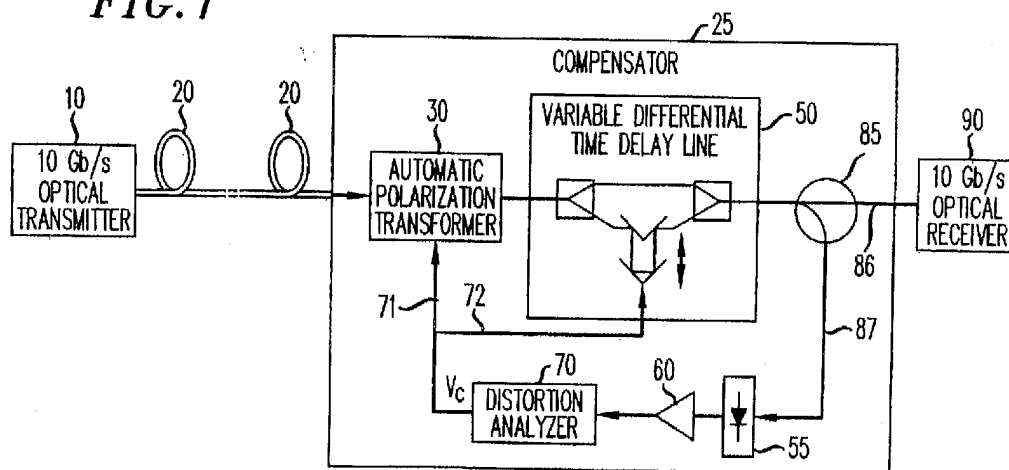 FIG. 1
25
COMPENSATOR
10
10 Gb/s
OPTICAL
TRANSMITTER
20
20
30
AUTOMATIC
POLARIZATION
TRANSFORMER
VARIABLE DIFFERENTIAL
TIME DELAY LINE
50
85
86
90
10 Gb/s
OPTICAL
RECEIVER
71
72
87
Vc
70
DISTORTION
ANALYZER
60
55